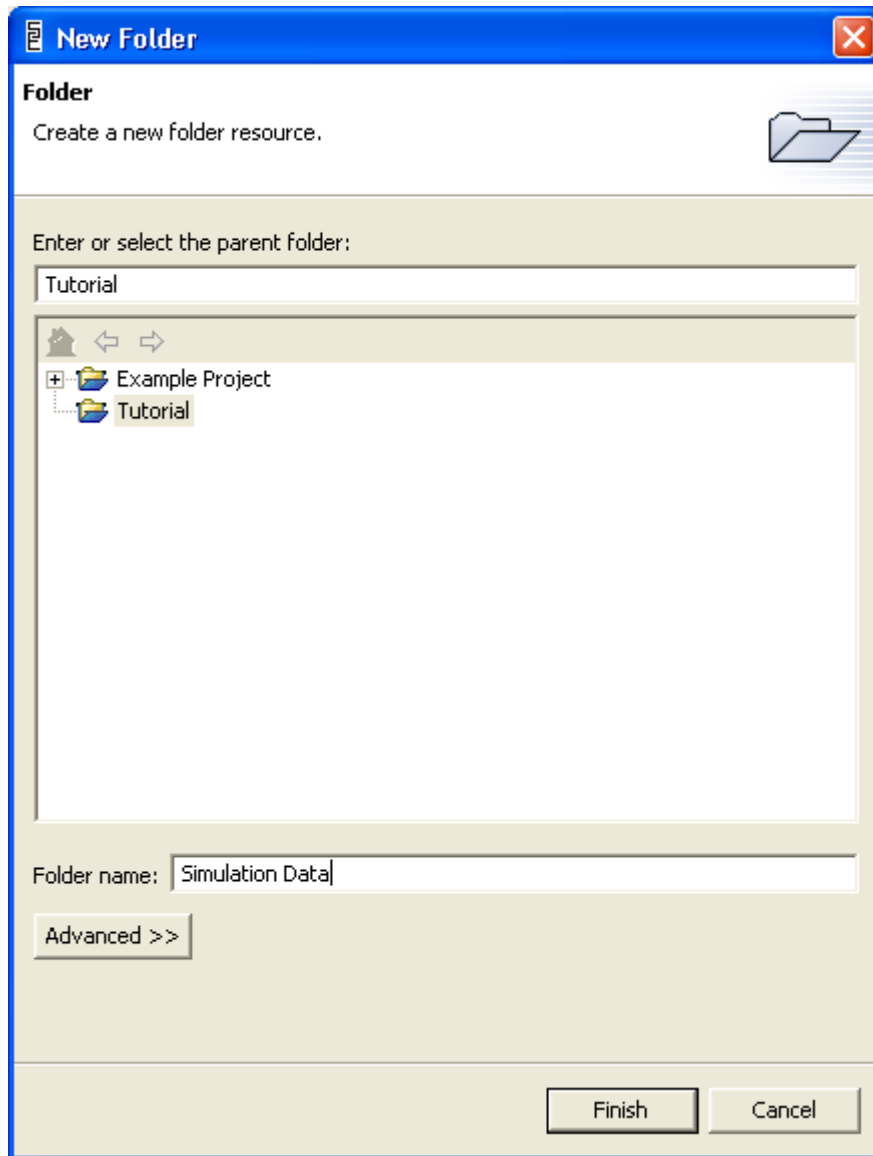 New Folder
Folder
Create a new folder resource.
Enter or select the parent folder:
Tutorial
Example Project
Tutorial
Folder name: Simulation Data
Advanced >>
Finish Cancel